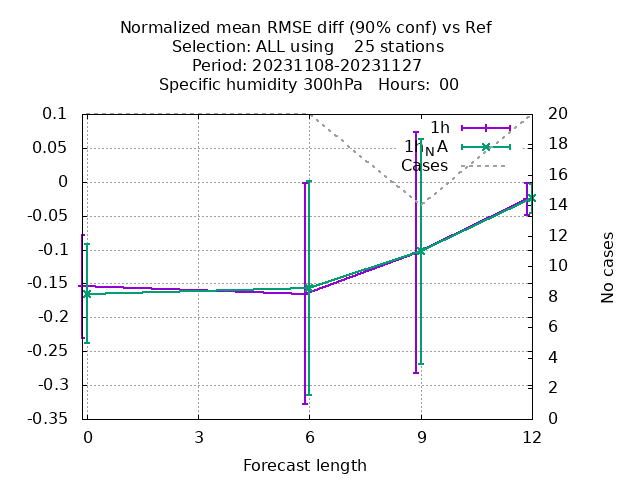 Normalized mean RMSE diff (90% conf) vs Ref
Selection: ALL using    25 stations
Period: 20231108-20231127
Specific humidity 300hPa   Hours:  00
0.1
0.05
0
-0.05
-0.1
-0.15
-0.2
-0.25
-0.3
-0.35
20
18
16
14
12
10
8
6
4
2
0
1h
1hNA
Cases
No cases
0
3
6
9
12
Forecast length